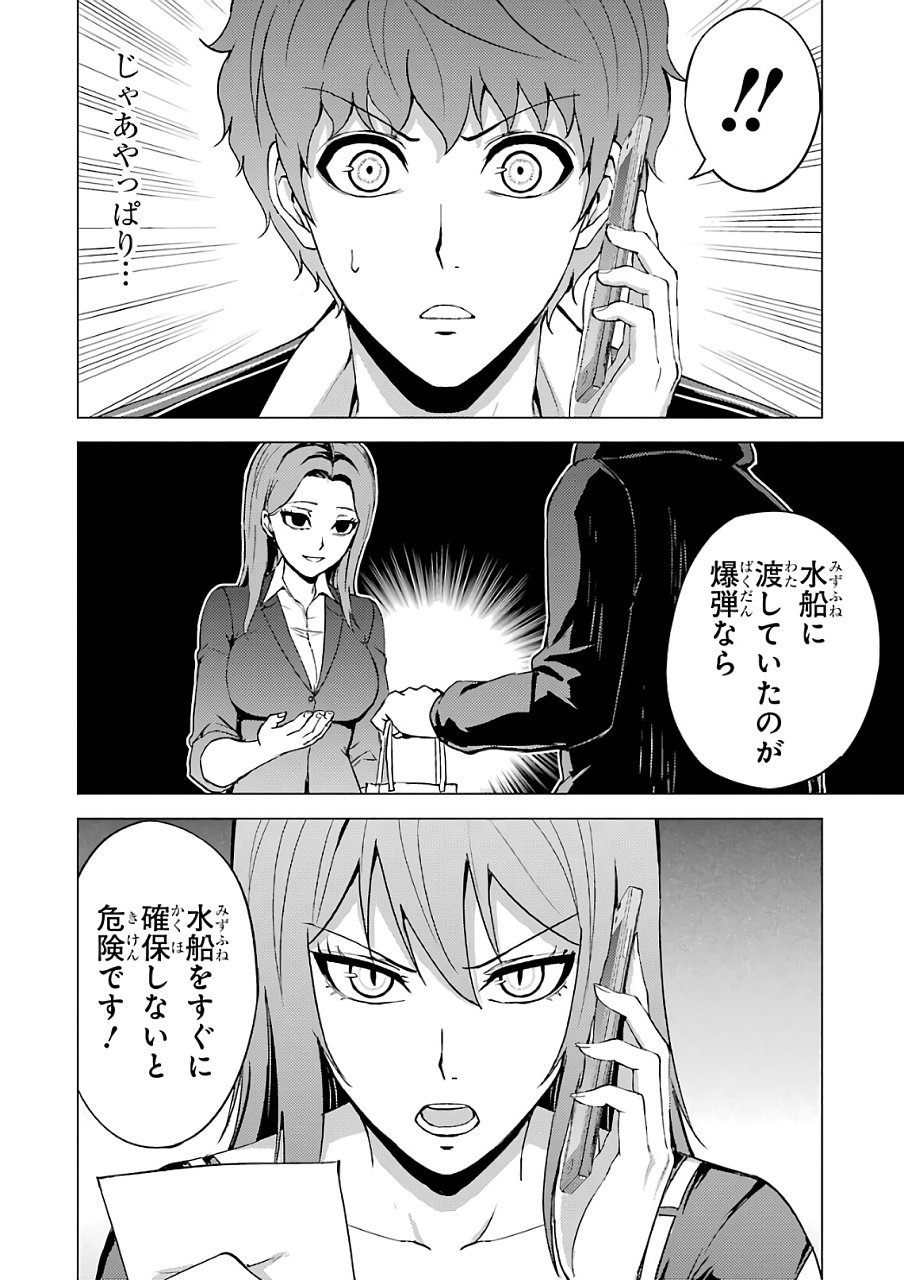 !!
じゃあやっぱり…
水船に
渡していたのが
爆弾なら
水船をすぐに
確保しないと
危険です!